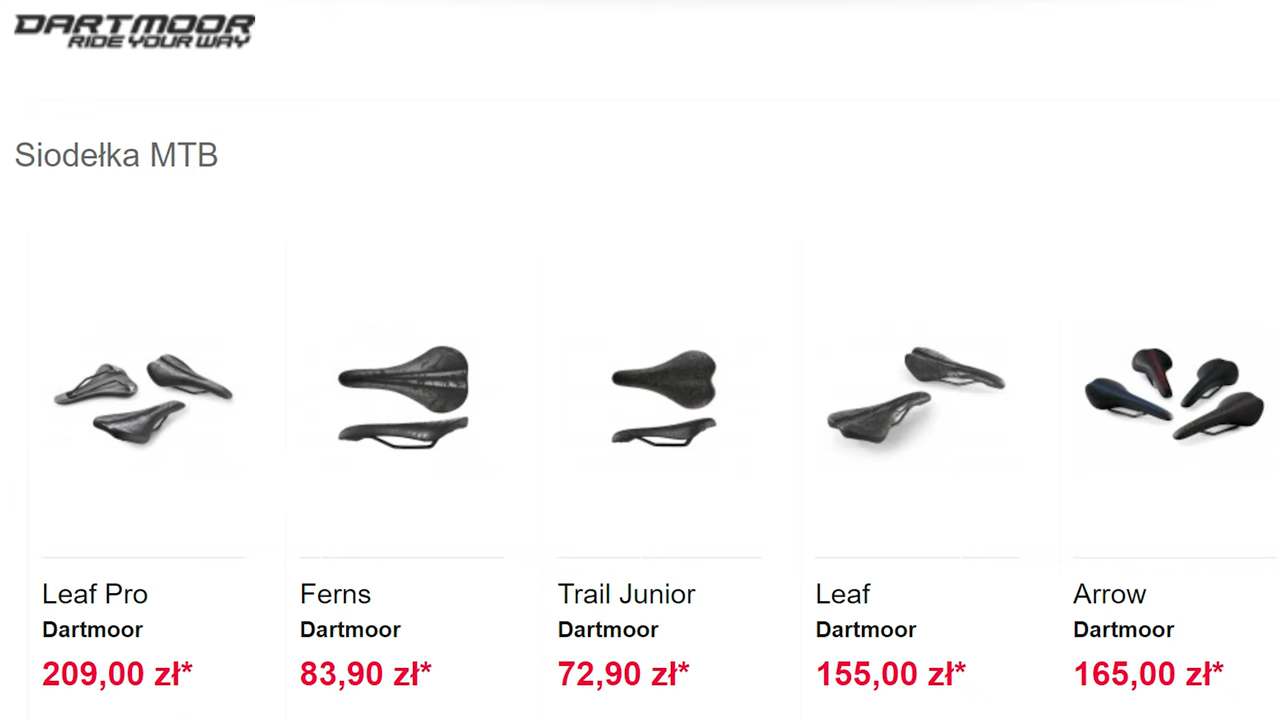 DARTMOOR
RIDE YOUR WAY
Siodełka MTB
Leaf Pro
Dartmoor
209,00 zł*
Ferns
Dartmoor
83,90 zł*
Trail Junior
Dartmoor
72,90 zł*
Leaf
Dartmoor
155,00 zł*
Arrow
Dartmoor
165,00 zł*